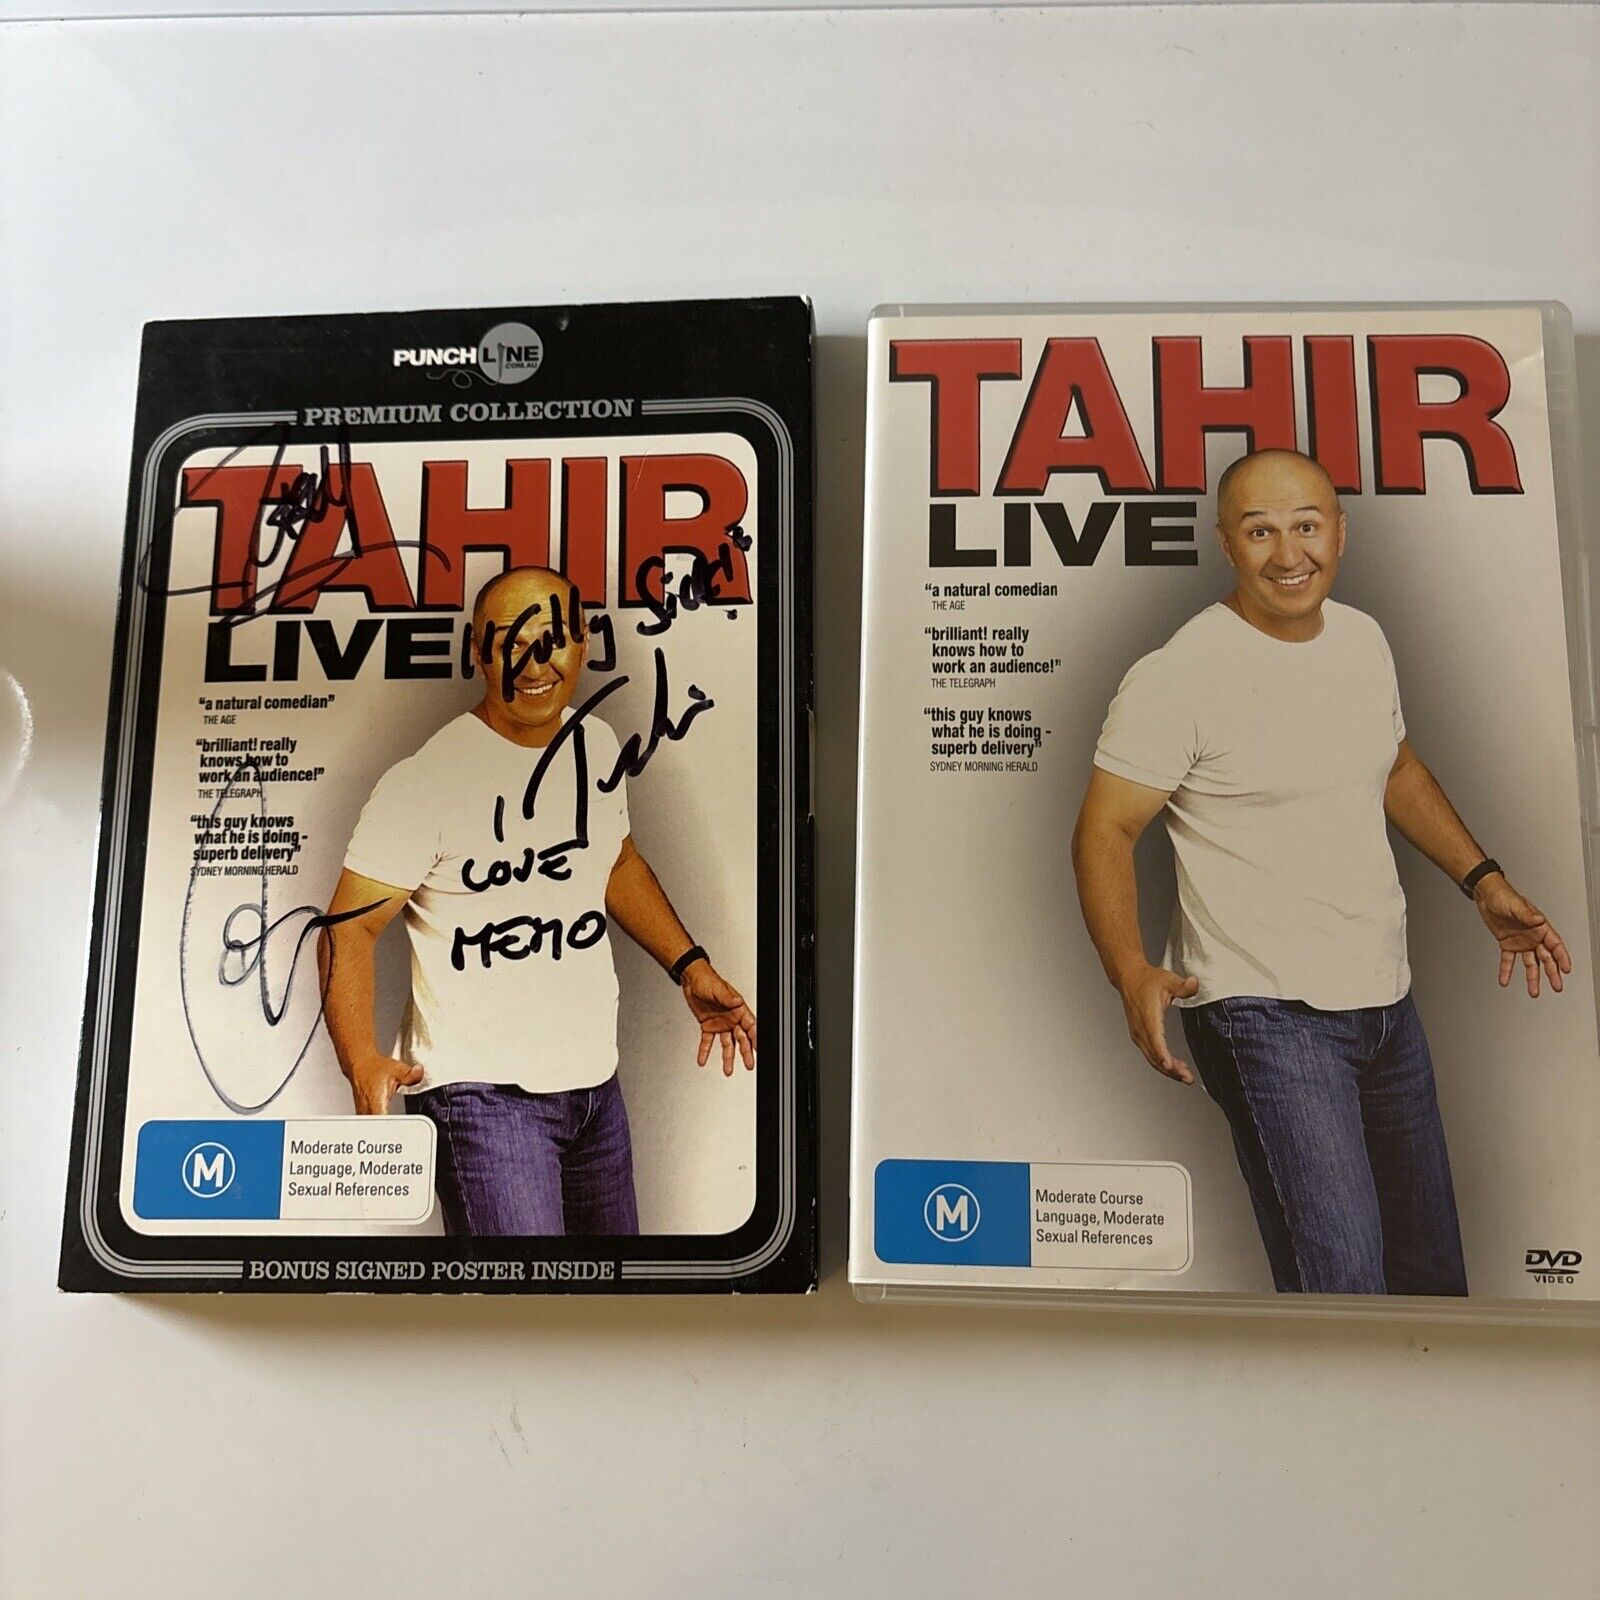 PUNCHLINE
.COM.AU
PREMIUM COLLECTION
TAHIR
LIVE
"Fully Sick!"
Tahir
I
LOVE
MEMO
"a natural comedian"
THE AGE
"brilliant! really
knows how to
work an audience!"
THE TELEGRAPH
"this guy knows
what he is doing -
superb delivery"
SYDNEY MORNING HERALD
M
Moderate Course
Language, Moderate
Sexual References
BONUS SIGNED POSTER INSIDE
TAHIR
LIVE
"a natural comedian
THE AGE
"brilliant! really
knows how to
work an audience!"
THE TELEGRAPH
"this guy knows
what he is doing -
superb delivery"
SYDNEY MORNING HERALD
M
Moderate Course
Language, Moderate
Sexual References
DVD
VIDEO